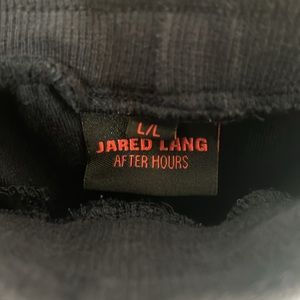 L/L
JARED LANG
AFTER HOURS